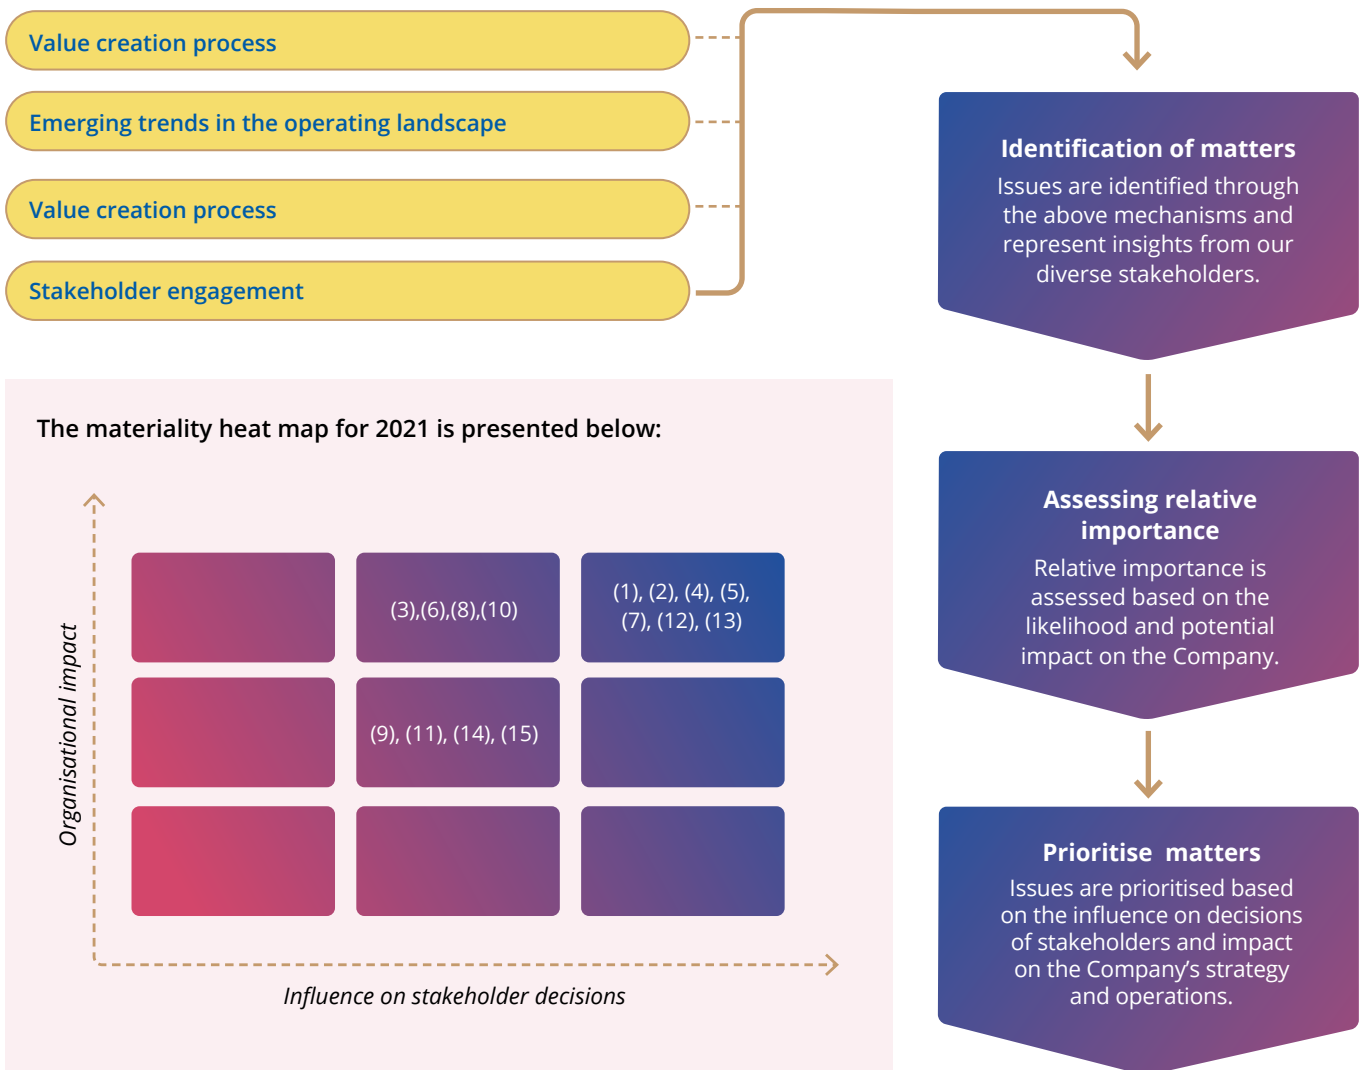 Value creation process
Emerging trends in the operating landscape
Value creation process
Stakeholder engagement
Identification of matters
Issues are identified through
the above mechanisms and
represent insights from our
diverse stakeholders.
Assessing relative
importance
Relative importance is
assessed based on the
likelihood and potential
impact on the Company.
Prioritise  matters
Issues are prioritised based
on the influence on decisions
of stakeholders and impact
on the Company’s strategy
and operations.
The materiality heat map for 2021 is presented below:
Organisational impact
(3),(6),(8),(10)
(1), (2), (4), (5),
(7), (12), (13)
(9), (11), (14), (15)
Influence on stakeholder decisions